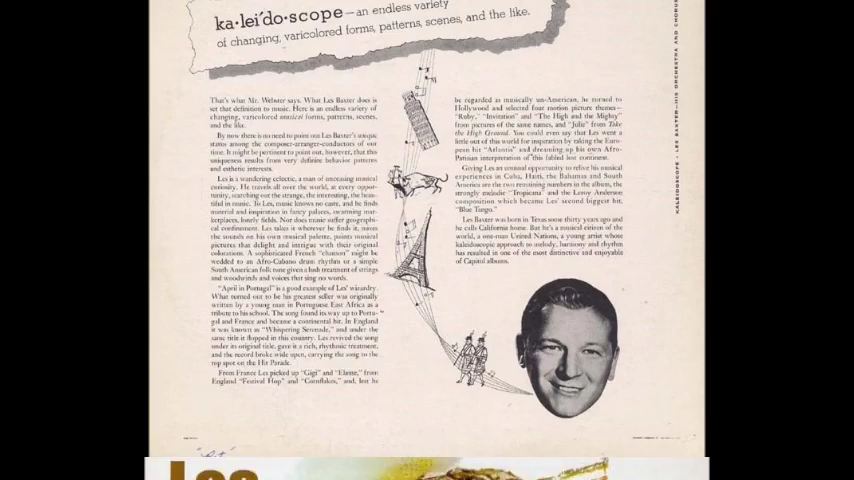 ka·lei′do·scope—an endless variety
of changing, varicolored forms, patterns, scenes, and the like.
That's what Mr. Webster says. What Les Baxter does is
set that definition to music. Here is an endless variety of
changing, varicolored musical forms, patterns, scenes,
and the like.
By now there is no need to point out Les Baxter's unique
status among the composer-arranger-conductors of our
time. It might be pertinent to point out, however, that this
uniqueness results from very definite behavior patterns
and esthetic interests.
Les is a wandering eclectic, a man of unceasing musical
curiosity. He travels all over the world, at every oppor-
tunity, searching out the strange, the interesting, the beau-
tiful in music. To Les, music knows no caste, and he finds
material and inspiration in fancy palaces, swarming mar-
ketplaces, lonely fields. Nor does music suffer geographi-
cal confinement. Les takes it wherever he finds it, mixes
the sounds on his own musical palette, paints musical
pictures that delight and intrigue with their original
colorations. A sophisticated French "chanson" might be
wedded to an Afro-Cubano drum rhythm or a simple
South American folk tune given a lush treatment of strings
and woodwinds and voices that sing no words.
"April in Portugal" is a good example of Les' wizardry.
What turned out to be his greatest seller was originally
written by a young man in Portuguese East Africa as a
tribute to his school. The song found its way up to Portu-
gal and France and became a continental hit. In England
it was known as "Whispering Serenade," and under the
same title it flopped in this country. Les revived the song
under its original title, gave it a rich, rhythmic treatment,
and the record broke wide open, carrying the song to the
top spot on the Hit Parade.
From France Les picked up "Gigi" and "Elaine," from
England "Festival Hop" and "Cornflakes," and, lest he
be regarded as musically un-American, he turned to
Hollywood and selected four motion picture themes—
"Ruby," "Invitation" and "The High and the Mighty"
from pictures of the same names, and "Julie" from Take
the High Ground. You could even say that Les went a
little out of this world for inspiration by taking the Euro-
pean hit "Atlantis" and dreaming up his own Afro-
Patisian interpretation of this fabled lost continent.
Giving Les an unusual opportunity to relive his musical
experiences in Cuba, Haiti, the Bahamas and South
America are the two remaining numbers in the album, the
strongly melodic "Tropicana" and the Leroy Anderson
composition which became Les' second biggest hit,
"Blue Tango."
Les Baxter was born in Texas some thirty years ago and
he calls California home. But he's a musical citizen of the
world, a one-man United Nations, a young artist whose
kaleidoscopic approach to melody, harmony and rhythm
has resulted in one of the most distinctive and enjoyable
of Capitol albums.
KALEIDOSCOPE • LES BAXTER—HIS ORCHESTRA AND CHORUS
Les